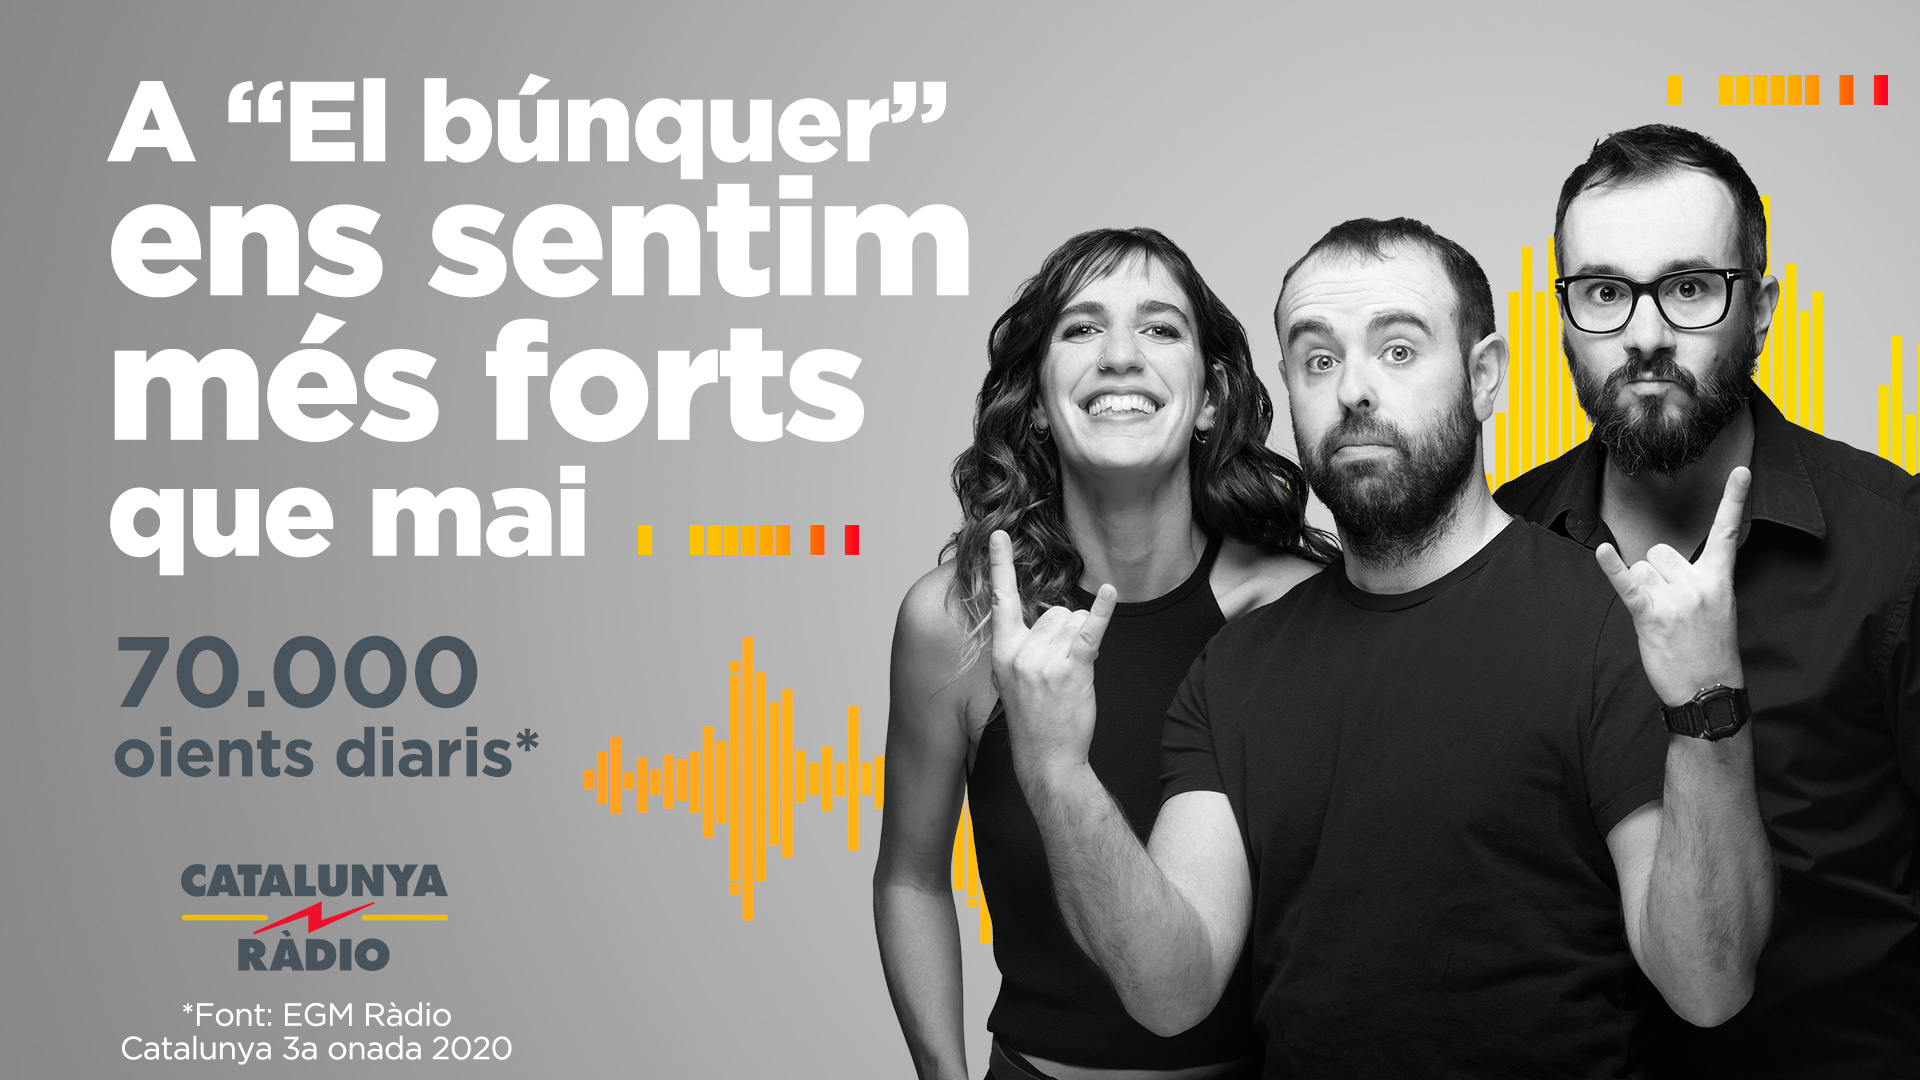 A “El búnquer”
ens sentim
més forts
que mai
70.000
oients diaris*
CATALUNYA
RÀDIO
*Font: EGM Ràdio
Catalunya 3a onada 2020